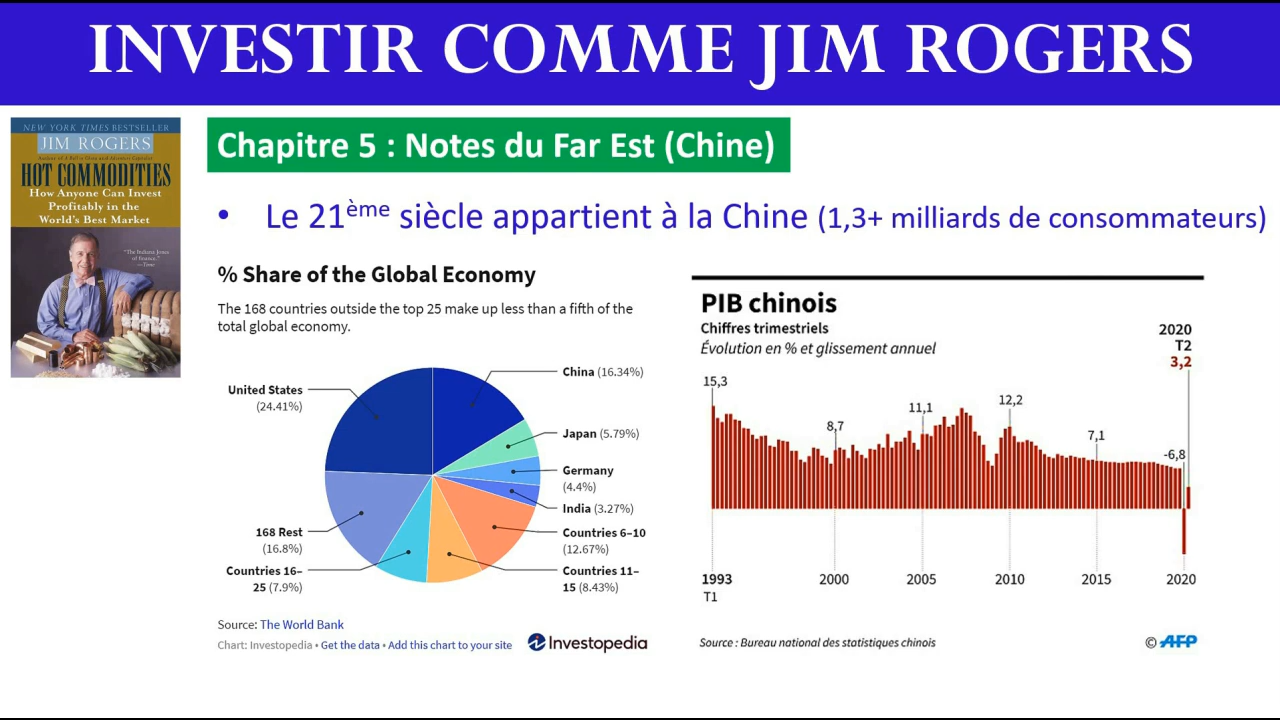 INVESTIR COMME JIM ROGERS
NEW YORK TIMES BESTSELLER
JIM ROGERS
HOT COMMODITIES
How Anyone Can Invest
Profitably in the
World's Best Market
"The Indiana Jones
of finance."
—Time
Chapitre 5 : Notes du Far Est (Chine)
• Le 21ème siècle appartient à la Chine (1,3+ milliards de consommateurs)
% Share of the Global Economy
The 168 countries outside the top 25 make up less than a fifth of the
total global economy.
China (16.34%)
United States
(24.41%)
Japan (5.79%)
Germany
(4.4%)
India (3.27%)
168 Rest
(16.8%)
Countries 6–10
(12.67%)
Countries 16–
25 (7.9%)
Countries 11–
15 (8.43%)
Source: The World Bank
Chart: Investopedia • Get the data • Add this chart to your site
Investopedia
PIB chinois
Chiffres trimestriels
Évolution en % et glissement annuel
2020
T2
3,2
15,3
8,7
11,1
12,2
7,1
-6,8
1993
T1
2000
2005
2010
2015
2020
Source : Bureau national des statistiques chinois
© AFP